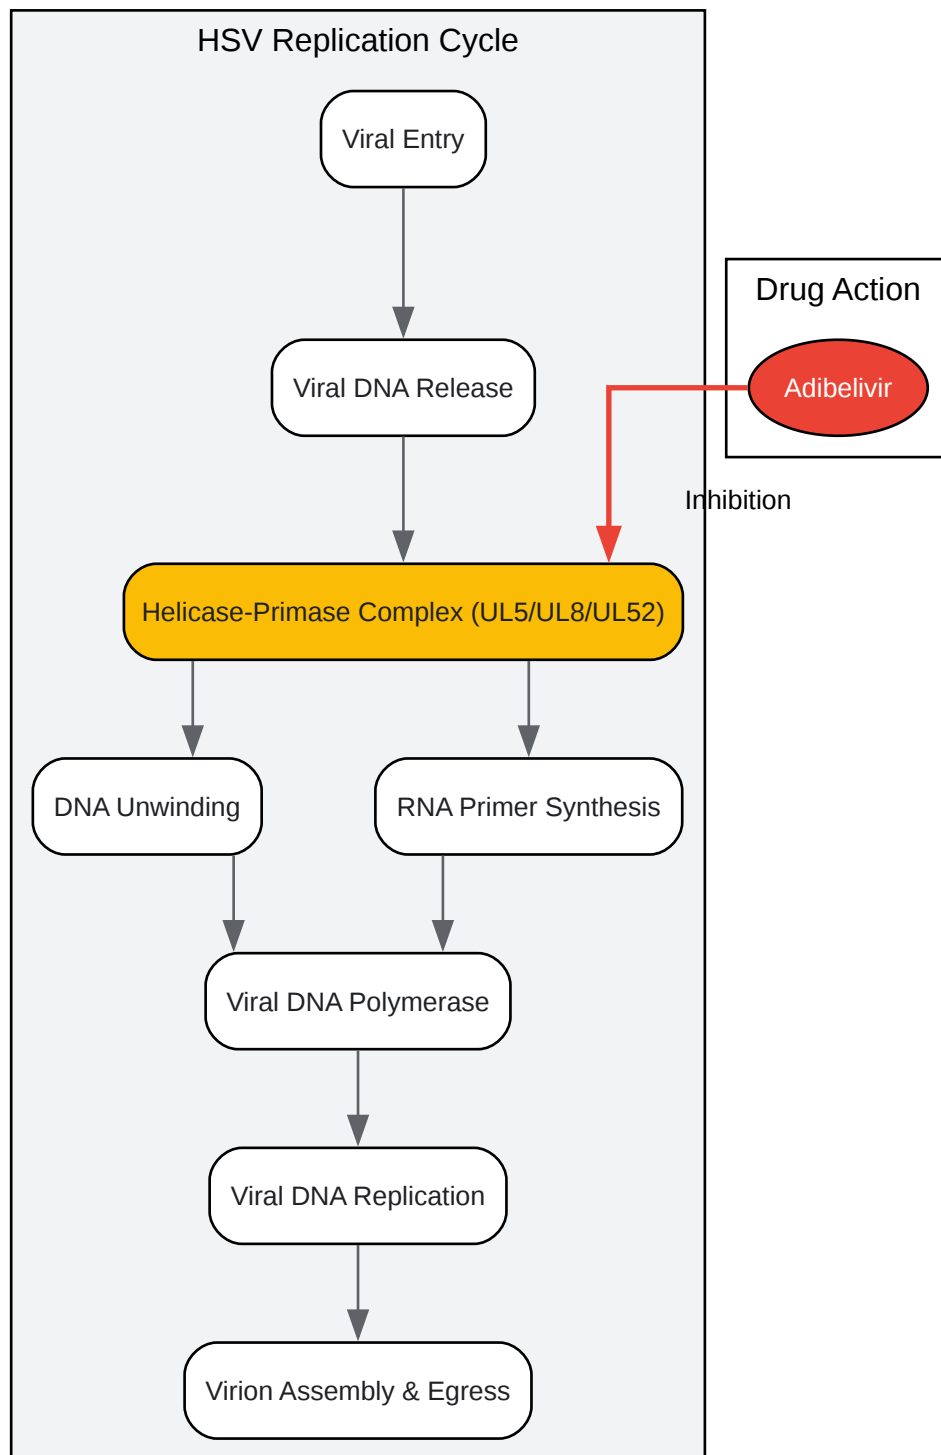 HSV Replication Cycle
Viral Entry
Drug Action
Viral DNA Release
Adibelivir
Inhibition
Helicase-Primase Complex (UL5/UL8/UL52)
DNA Unwinding
RNA Primer Synthesis
Viral DNA Polymerase
Viral DNA Replication
Virion Assembly & Egress